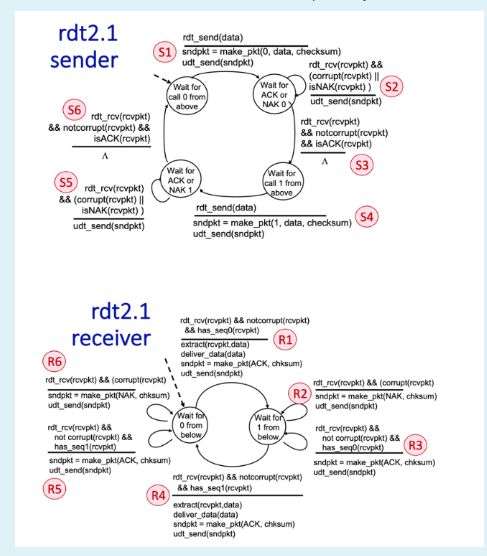 rdt2.1
sender
S1
rdt_send(data)
sndpkt = make_pkt(0, data, checksum)
udt_send(sndpkt)
Wait for
call 0 from
above
Wait for
ACK or
NAK 0
rdt_rcv(rcvpkt) &&
(corrupt(rcvpkt) ||
isNAK(rcvpkt) )
udt_send(sndpkt)
S2
S6
rdt_rcv(rcvpkt)
&& notcorrupt(rcvpkt) &&
isACK(rcvpkt)
Λ
rdt_rcv(rcvpkt)
&& notcorrupt(rcvpkt)
&& isACK(rcvpkt)
Λ
S3
S5
rdt_rcv(rcvpkt)
&& (corrupt(rcvpkt) ||
isNAK(rcvpkt) )
udt_send(sndpkt)
Wait for
ACK or
NAK 1
Wait for
call 1 from
above
rdt_send(data)
sndpkt = make_pkt(1, data, checksum)
udt_send(sndpkt)
S4
rdt2.1
receiver
rdt_rcv(rcvpkt) && notcorrupt(rcvpkt)
&& has_seq0(rcvpkt)
extract(rcvpkt,data)
deliver_data(data)
sndpkt = make_pkt(ACK, chksum)
udt_send(sndpkt)
R1
R6
rdt_rcv(rcvpkt) && (corrupt(rcvpkt)
sndpkt = make_pkt(NAK, chksum)
udt_send(sndpkt)
R2
rdt_rcv(rcvpkt) && (corrupt(rcvpkt)
sndpkt = make_pkt(NAK, chksum)
udt_send(sndpkt)
Wait for
0 from
below
Wait for
1 from
below
rdt_rcv(rcvpkt) &&
not corrupt(rcvpkt) &&
has_seq1(rcvpkt)
sndpkt = make_pkt(ACK, chksum)
udt_send(sndpkt)
R5
rdt_rcv(rcvpkt) &&
not corrupt(rcvpkt) &&
has_seq0(rcvpkt)
sndpkt = make_pkt(ACK, chksum)
udt_send(sndpkt)
R3
R4
rdt_rcv(rcvpkt) && notcorrupt(rcvpkt)
&& has_seq1(rcvpkt)
extract(rcvpkt,data)
deliver_data(data)
sndpkt = make_pkt(ACK, chksum)
udt_send(sndpkt)